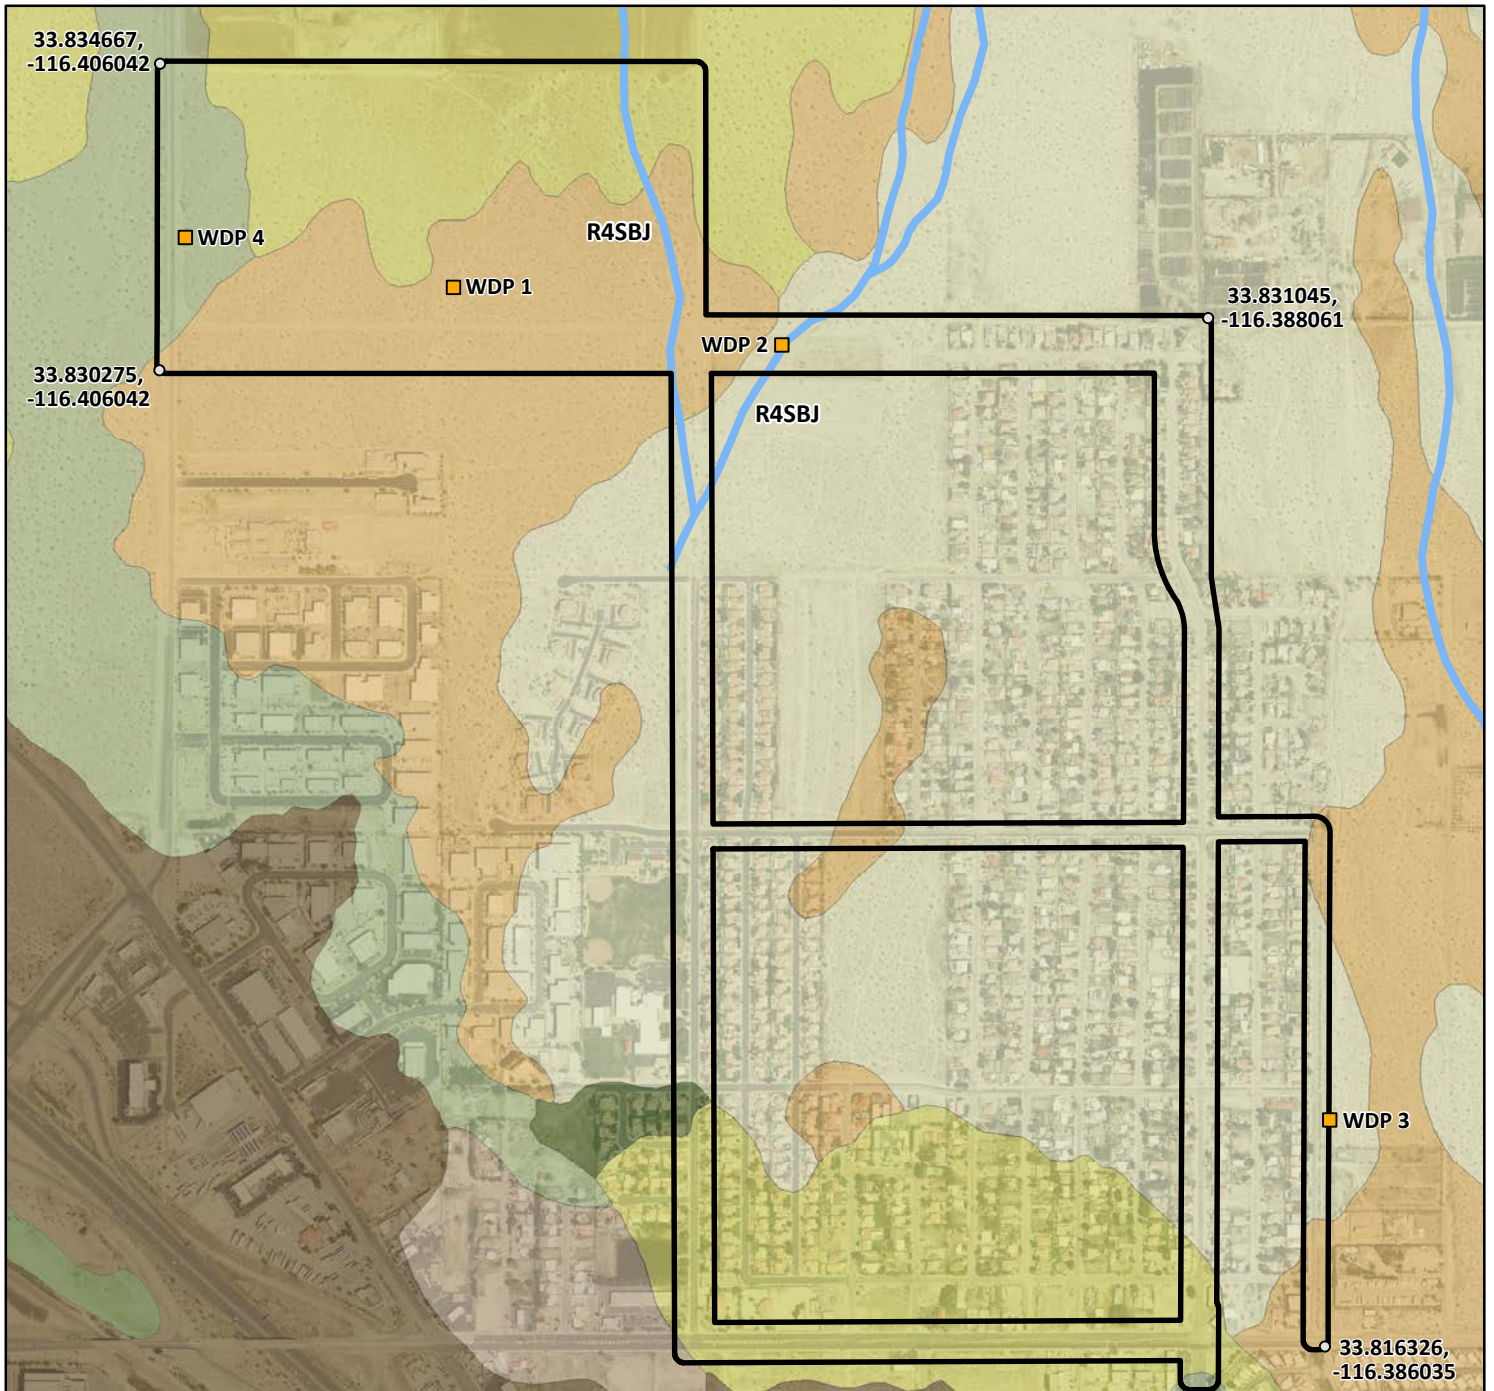 33.834667,
-116.406042
R4SBJ
WDP 4
WDP 1
33.831045,
-116.388061
WDP 2
33.830275,
-116.406042
R4SBJ
WDP 3
33.816326,
-116.386035